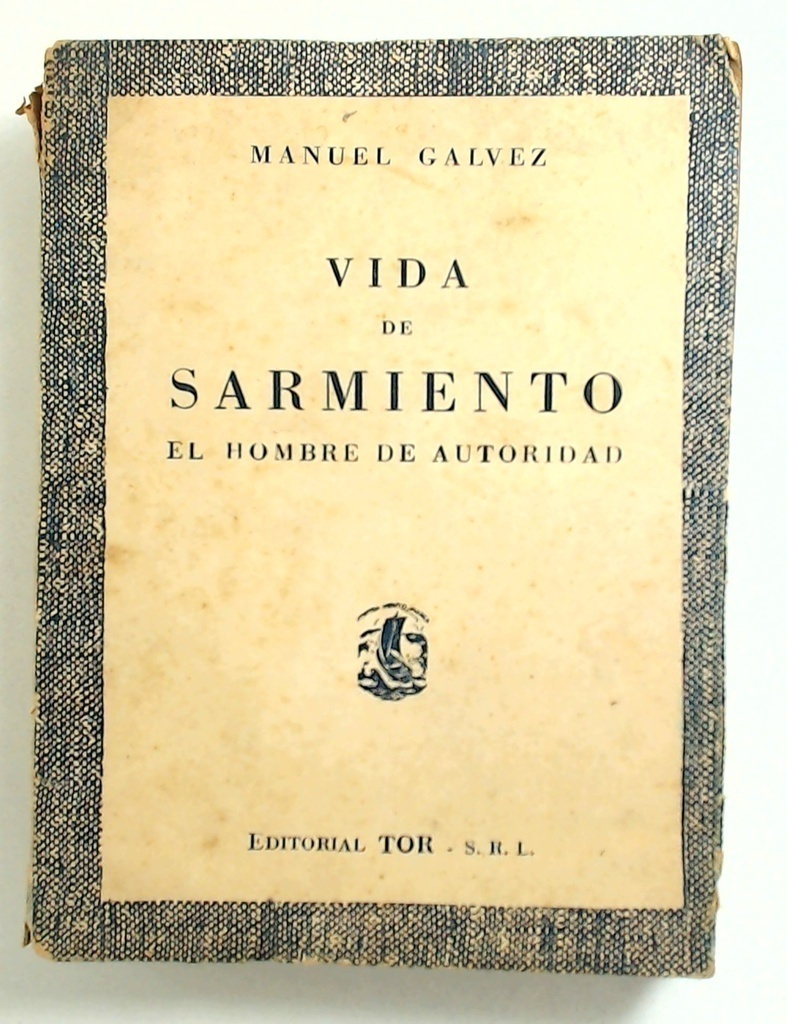 MANUEL GALVEZ
VIDA
DE
SARMIENTO
EL HOMBRE DE AUTORIDAD
EDITORIAL TOR - S. R. L.